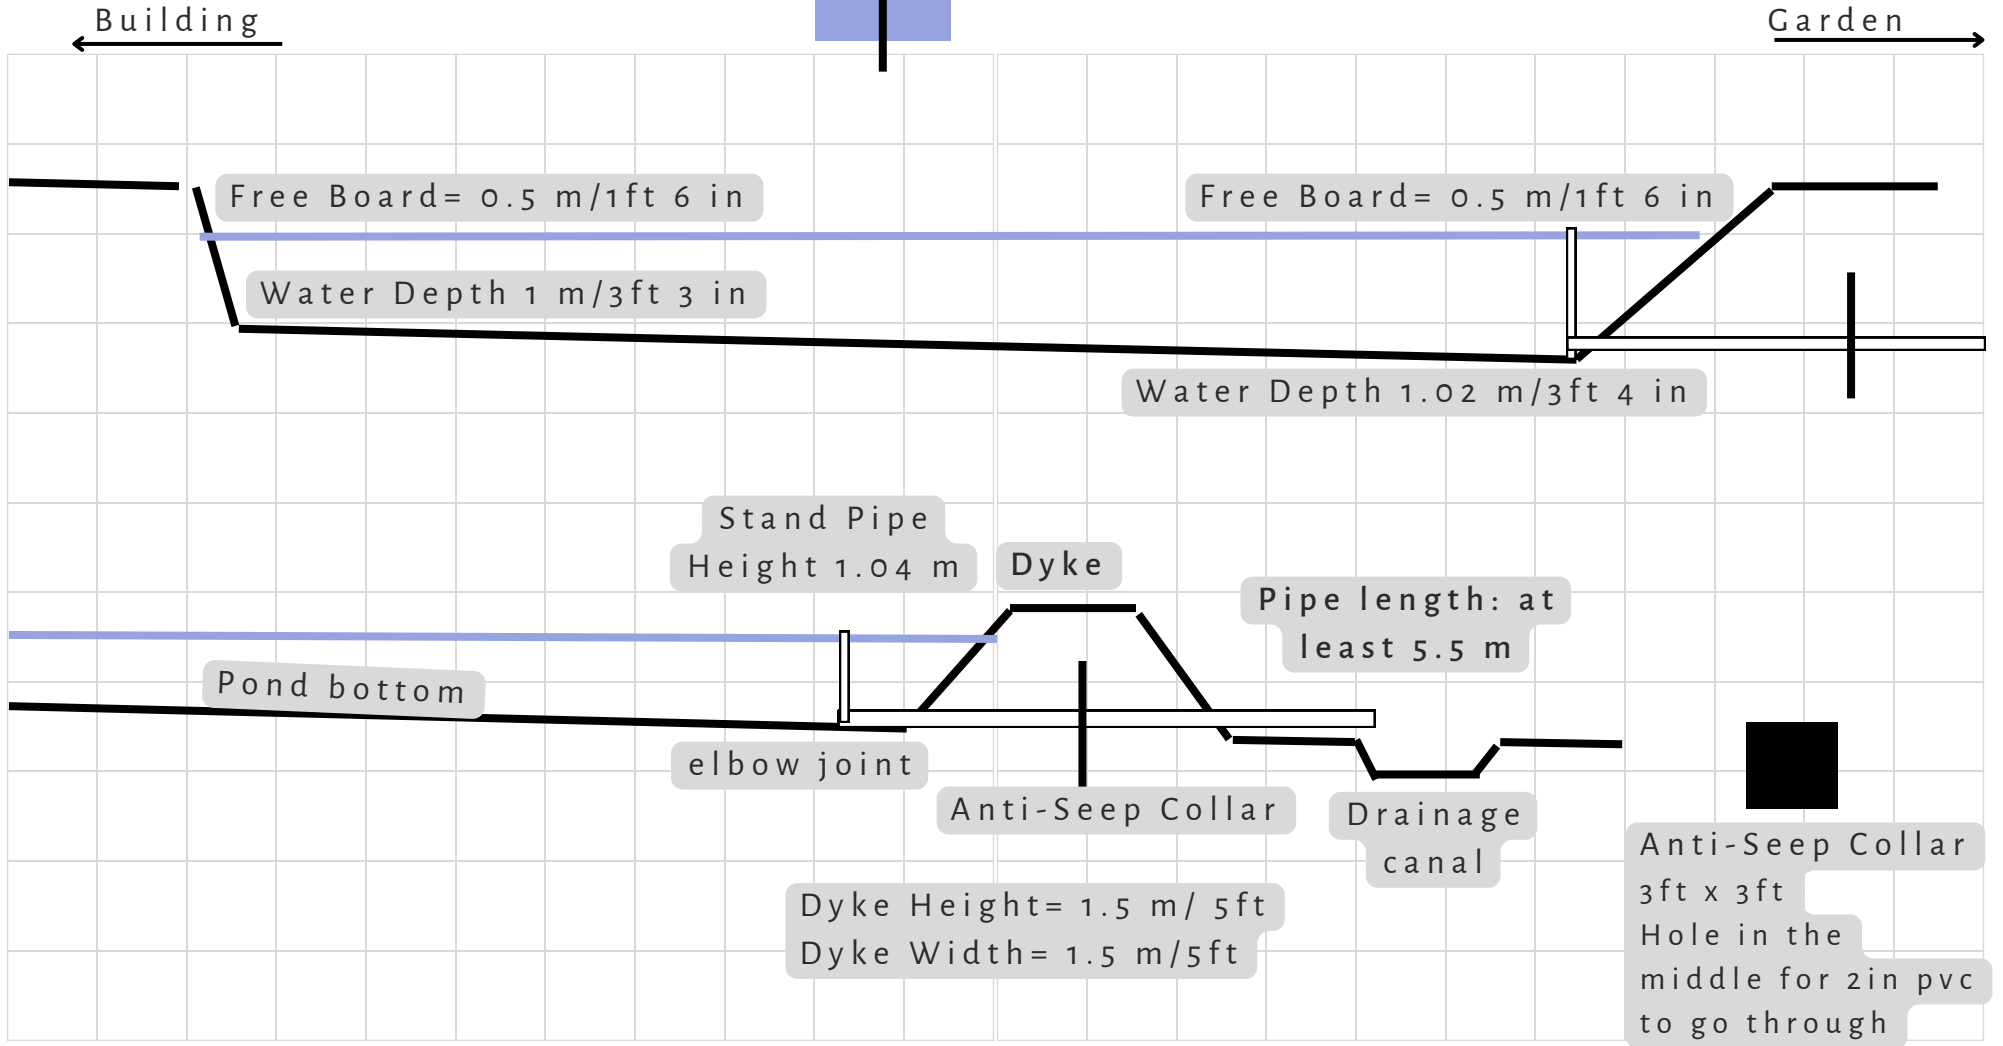 Building
Garden
Free Board= 0.5 m/1ft 6 in
Free Board= 0.5 m/1ft 6 in
Water Depth 1 m/3ft 3 in
Water Depth 1.02 m/3ft 4 in
Stand Pipe
Height 1.04 m
Dyke
Pipe length: at
least 5.5 m
Pond bottom
elbow joint
Anti-Seep Collar
Drainage
canal
Dyke Height= 1.5 m/ 5ft
Dyke Width= 1.5 m/5ft
Anti-Seep Collar
3ft x 3ft
Hole in the
middle for 2in pvc
to go through